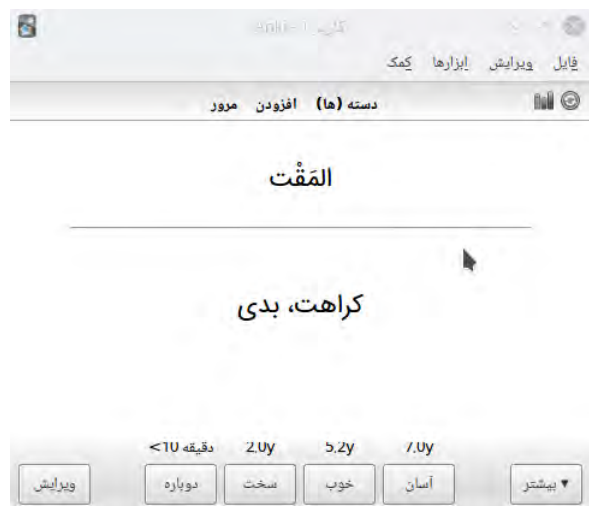 فایل ویرایش ابزارها کمک
دسته (ها) افزودن مرور
المَقْت
کراهت، بدی
7.0y 5.2y 2.0y <10 دقیقه
▾ بیشتر آسان خوب سخت دوباره ویرایش